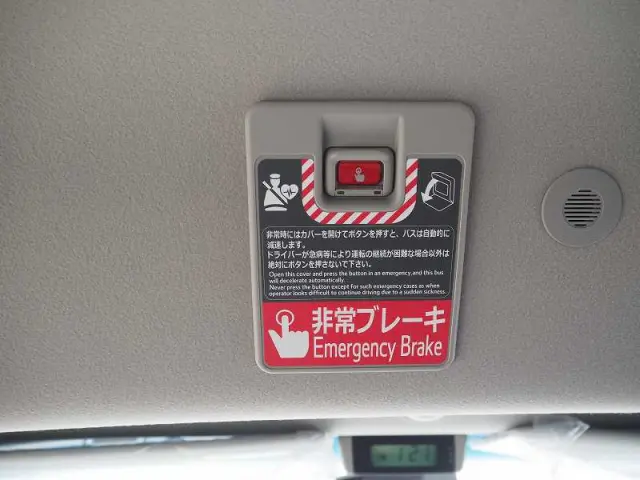 非常時にはカバーを開けてボタンを押すと、バスは自動的に
減速します。
ドライバーが急病等により運転の継続が困難な場合以外は
絶対にボタンを押さないで下さい。
Open this cover and press the button in an emergency,and this bus
will decelerate automatically.
Never press the button except for such emergency cases as when
operator looks difficult to continue driving due to a sudden sickness.
非常ブレーキ
Emergency Brake
1:21